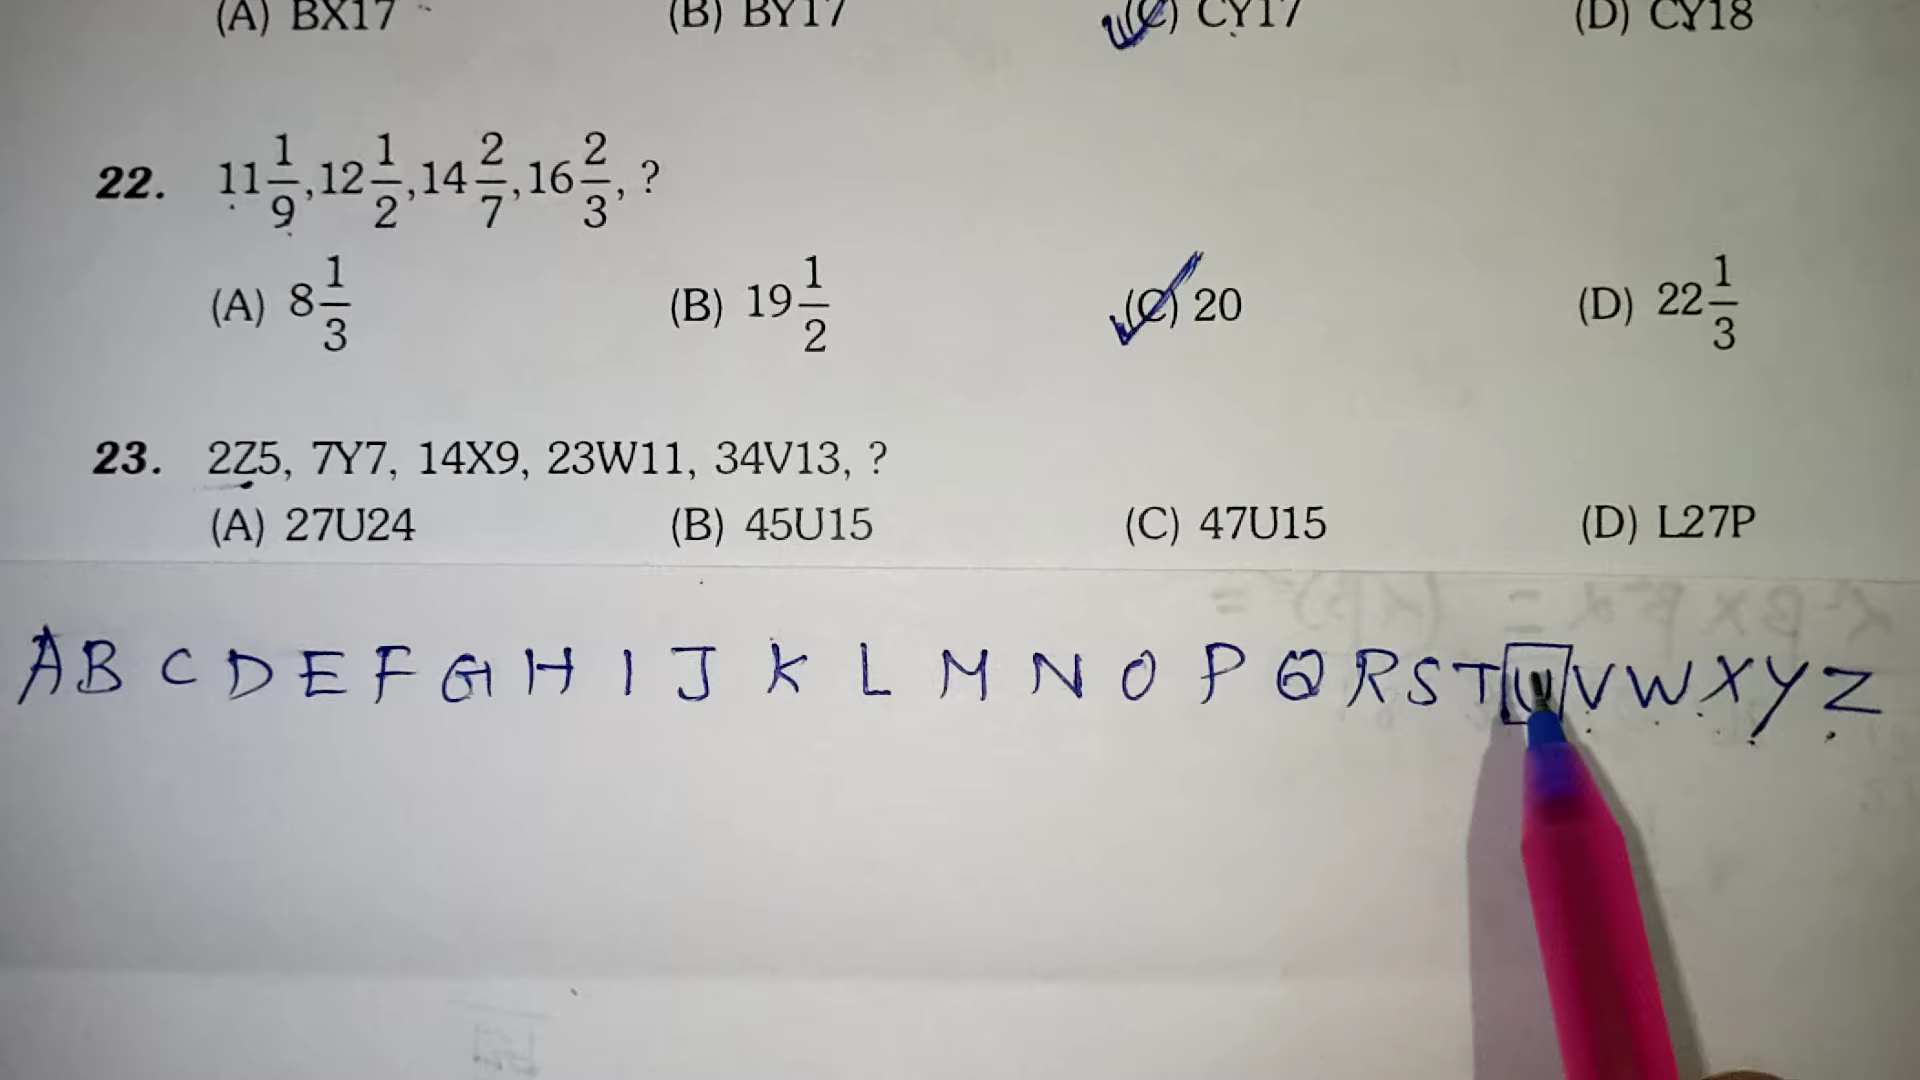 (A) BX17 (B) BY17 (C) CY17 (D) CY18
22. 11 1/9, 12 1/2, 14 2/7, 16 2/3, ?
(A) 8 1/3 (B) 19 1/2 (C) 20 (D) 22 1/3
23. 2Z5, 7Y7, 14X9, 23W11, 34V13, ?
(A) 27U24 (B) 45U15 (C) 47U15 (D) L27P
A B C D E F G H I J K L M N O P Q R S T U V W X Y Z